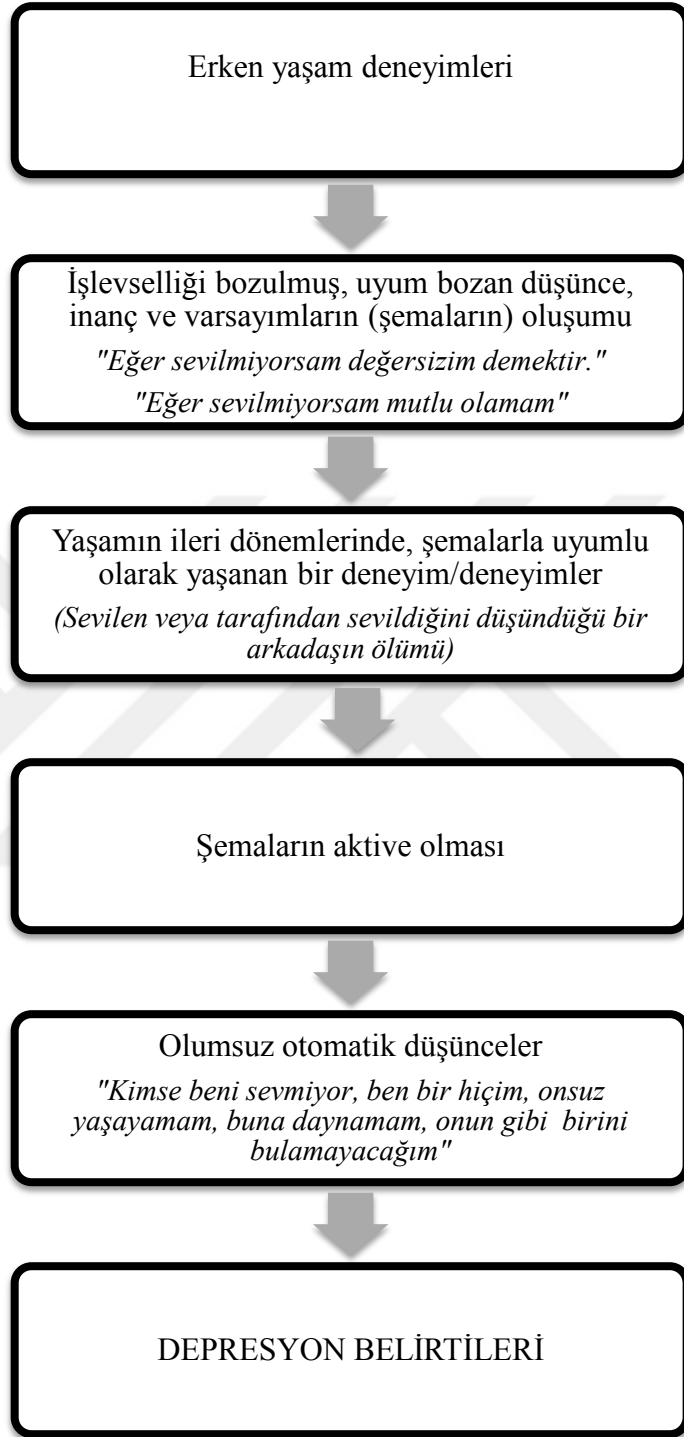 Erken yaşam deneyimleri
İşlevselliği bozulmuş, uyum bozan düşünce,
inanç ve varsayımların (şemaların) oluşumu
"Eğer sevilmiyorsam değersizim demektir."
"Eğer sevilmiyorsam mutlu olamam"
Yaşamın ileri dönemlerinde, şemalarla uyumlu
olarak yaşanan bir deneyim/deneyimler
(Sevilen veya tarafından sevildiğini düşündüğü bir
arkadaşın ölümü)
Şemaların aktive olması
Olumsuz otomatik düşünceler
"Kimse beni sevmiyor, ben bir hiçim, onsuz
yaşayamam, buna daynamam, onun gibi  birini
bulamayacağım"
DEPRESYON BELİRTİLERİ